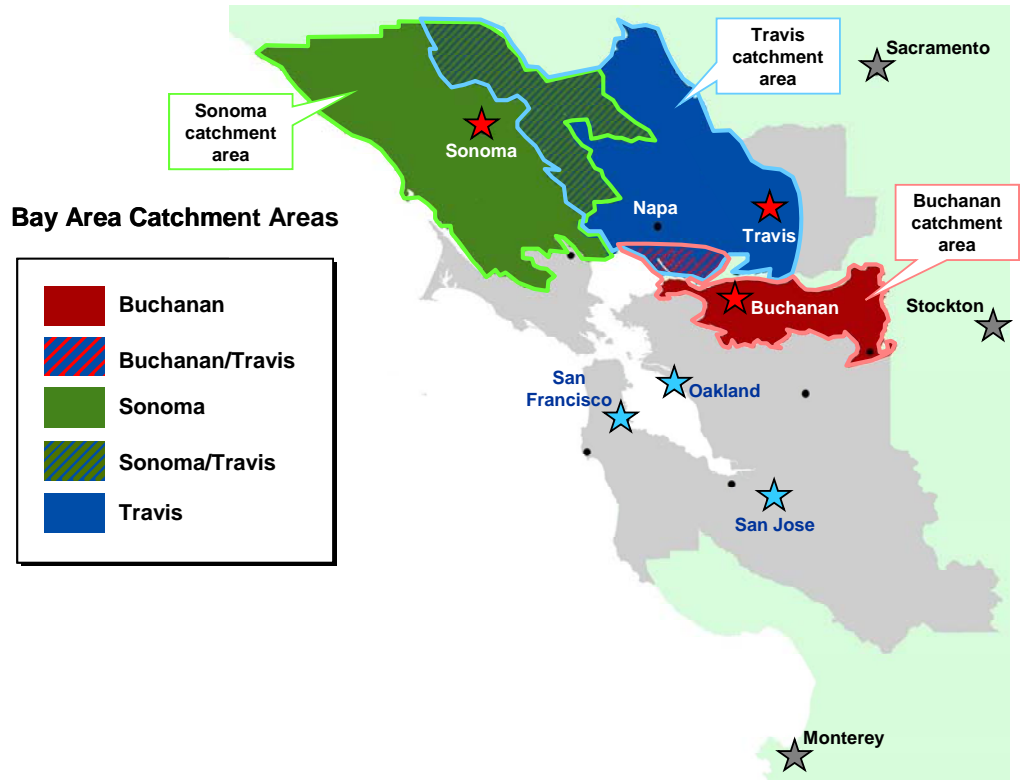 Travis
catchment
area
Sacramento
Sonoma
catchment
area
Sonoma
Bay Area Catchment Areas
Napa
Travis
Buchanan
catchment
area
Buchanan
Buchanan
Stockton
Buchanan/Travis
San
Francisco
Oakland
Sonoma
Sonoma/Travis
Travis
San Jose
Monterey